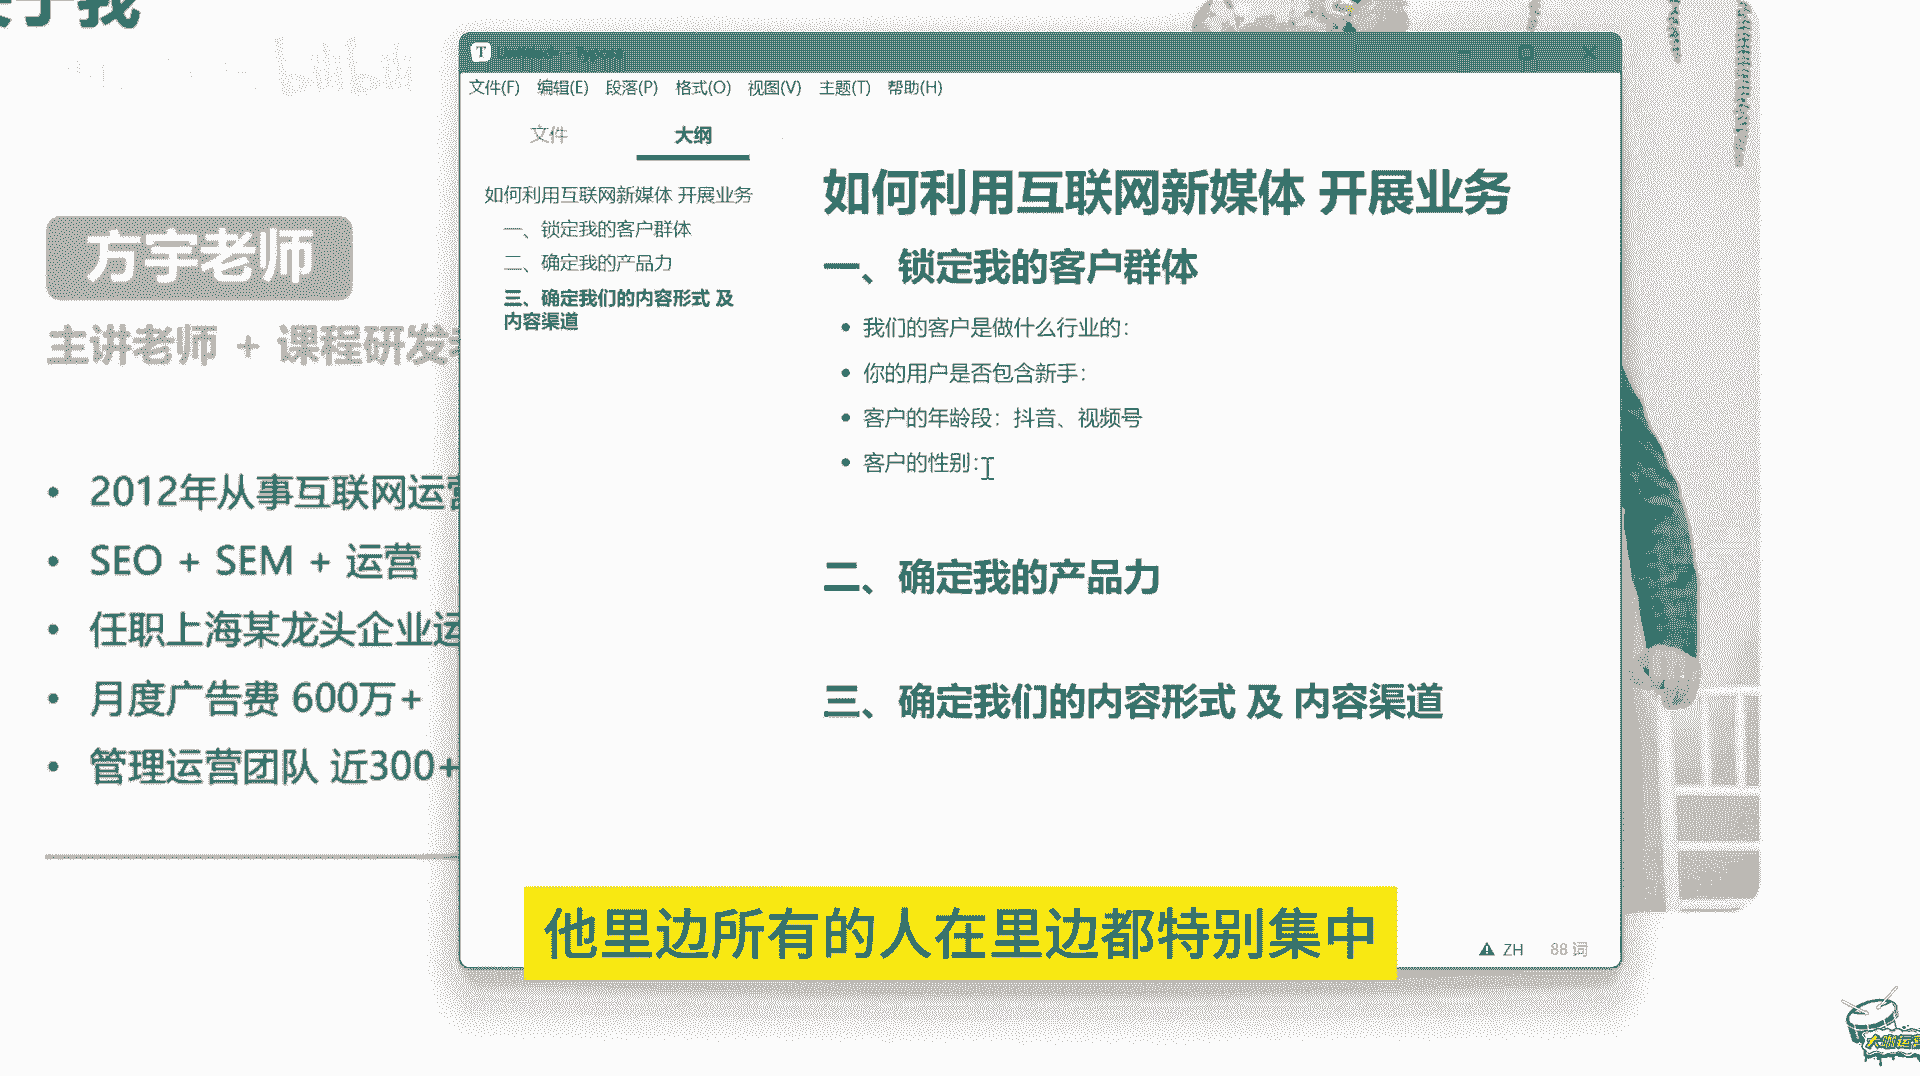 于我
bilibili
方宇老师
主讲老师 + 课程研发
• 2012年从事互联网运营
• SEO + SEM + 运营
• 任职上海某龙头企业运
• 月度广告费 600万+
• 管理运营团队 近300+
文件(F) 编辑(E) 段落(P) 格式(O) 视图(V) 主题(T) 帮助(H)
文件 大纲
如何利用互联网新媒体 开展业务
一、锁定我的客户群体
二、确定我的产品力
三、确定我们的内容形式 及
内容渠道
如何利用互联网新媒体 开展业务
一、锁定我的客户群体
• 我们的客户是做什么行业的：
• 你的用户是否包含新手：
• 客户的年龄段：抖音、视频号
• 客户的性别：
二、确定我的产品力
三、确定我们的内容形式 及 内容渠道
ZH 88 词
他里边所有的人在里边都特别集中